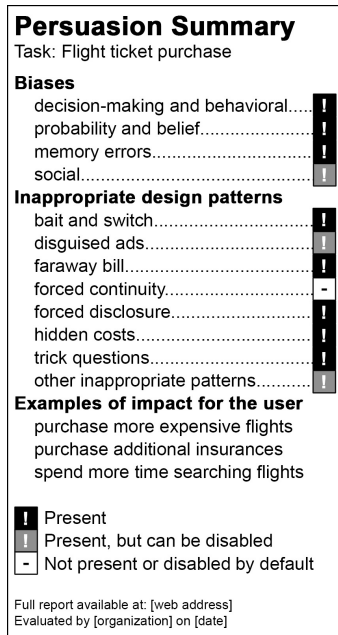 Persuasion Summary
Task: Flight ticket purchase
Biases
decision-making and behavioral..... !
probability and belief..................... !
memory errors............................. !
social............................................ !
Inappropriate design patterns
bait and switch.............................. !
disguised ads............................... !
faraway bill.................................... !
forced continuity............................ -
forced disclosure........................... !
hidden costs.................................. !
trick questions............................... !
other inappropriate patterns.......... !
Examples of impact for the user
purchase more expensive flights
purchase additional insurances
spend more time searching flights
! Present
! Present, but can be disabled
- Not present or disabled by default
Full report available at: [web address]
Evaluated by [organization] on [date]